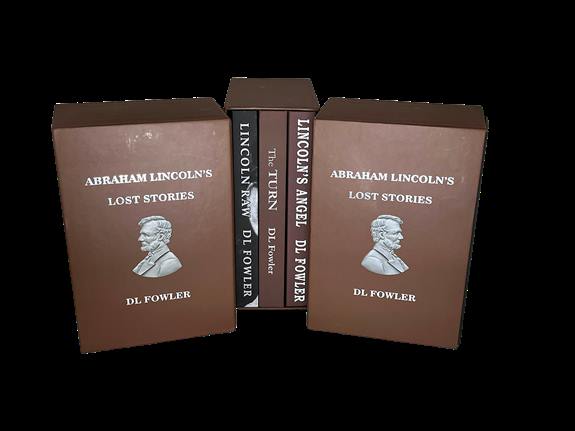 ABRAHAM LINCOLN'S
LOST STORIES
DL FOWLER
LINCOLN RAW DL FOWLER
The TURN DL Fowler
LINCOLN'S ANGEL DL FOWLER
ABRAHAM LINCOLN'S
LOST STORIES
DL FOWLER